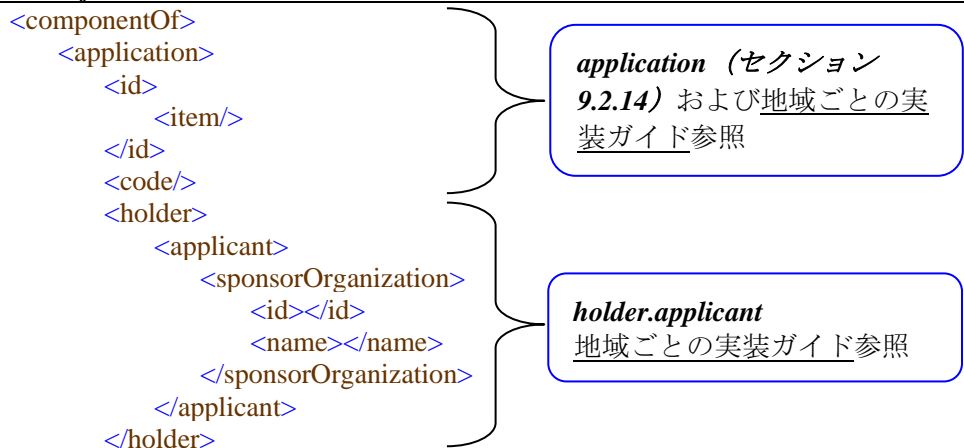 <componentOf>
<application>
<id>
<item/>
</id>
<code/>
<holder>
<applicant>
<sponsorOrganization>
<id></id>
<name></name>
</sponsorOrganization>
</applicant>
</holder>
application（セクション
9.2.14）および地域ごとの実
装ガイド参照
holder.applicant
地域ごとの実装ガイド参照